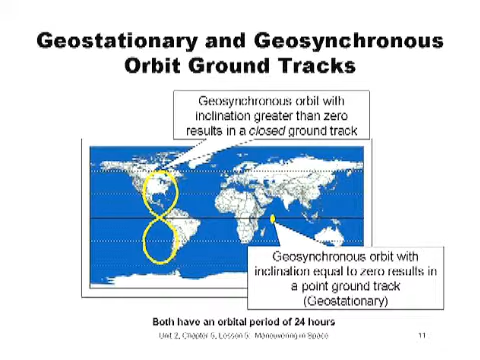 Geostationary and Geosynchronous
Orbit Ground Tracks
Geosynchronous orbit with
inclination greater than zero
results in a closed ground track
Geosynchronous orbit with
inclination equal to zero results in
a point ground track
(Geostationary)
Both have an orbital period of 24 hours
Unit 2, Chapter 5, Lesson 5: Maneuvering in Space
11